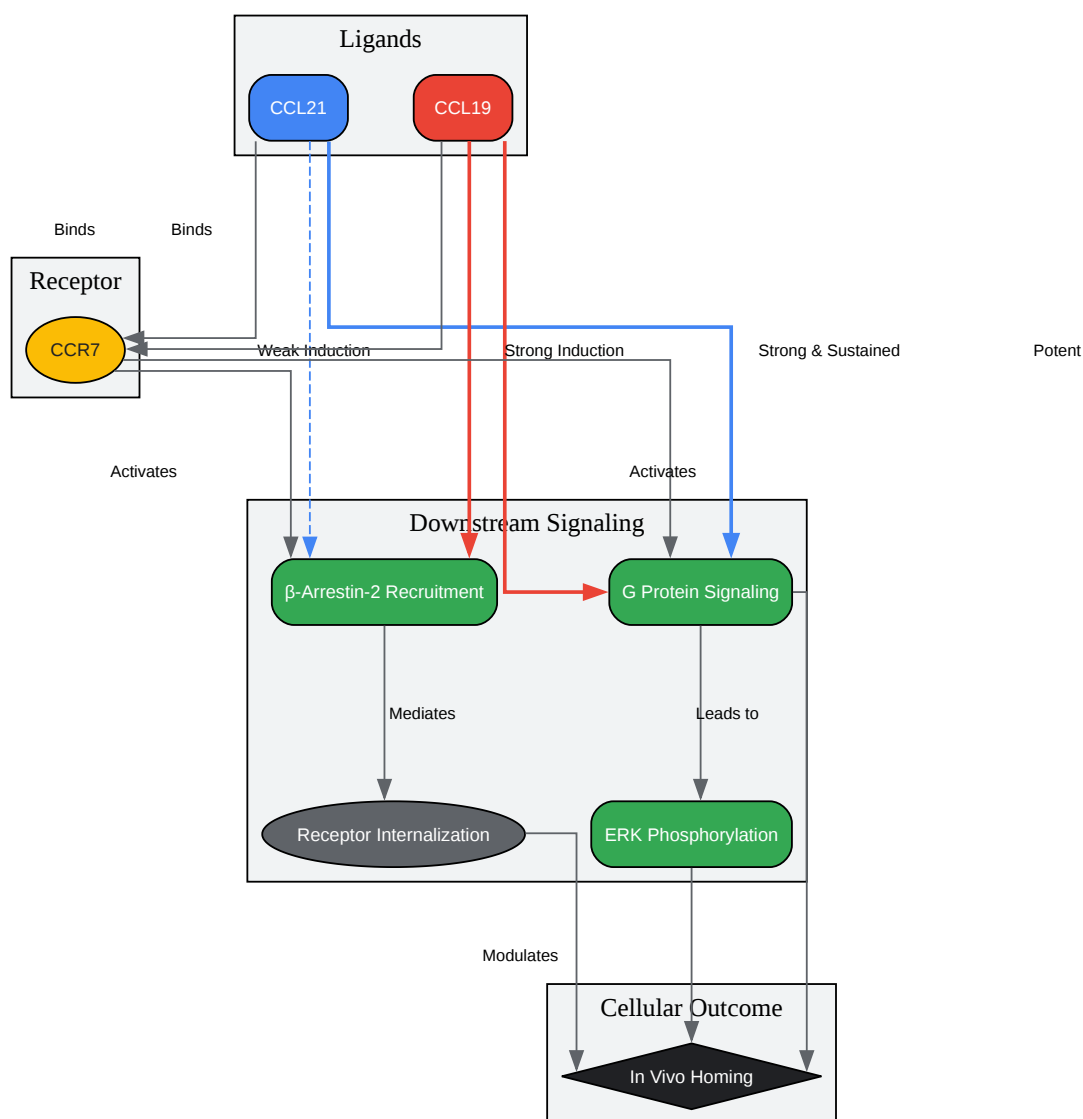 Ligands
CCL21
CCL19
Binds
Binds
Receptor
CCR7
Weak Induction
Strong Induction
Strong & Sustained
Potent
Activates
Activates
Downstream Signaling
β-Arrestin-2 Recruitment
G Protein Signaling
Mediates
Leads to
Receptor Internalization
ERK Phosphorylation
Modulates
Cellular Outcome
In Vivo Homing